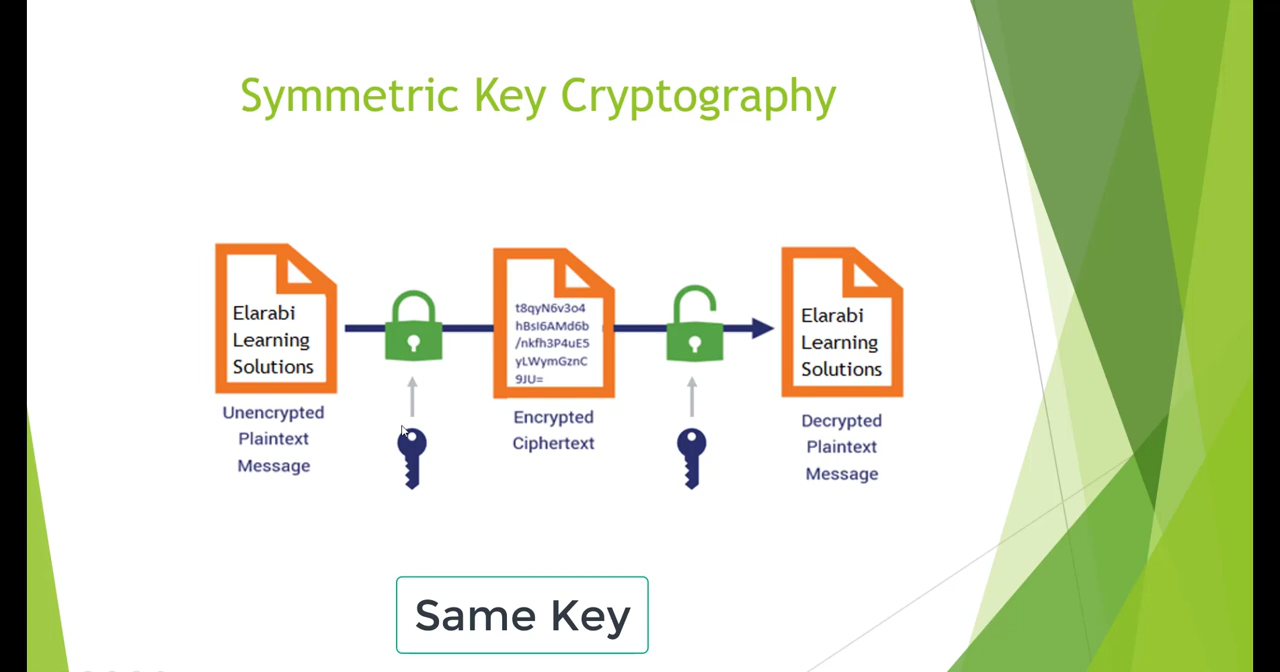 Symmetric Key Cryptography
Elarabi
Learning
Solutions
Unencrypted
Plaintext
Message
t8qyN6v3o4
hBsI6AMd6b
/nkfh3P4uE5
yLWymGznC
9JU=
Encrypted
Ciphertext
Elarabi
Learning
Solutions
Decrypted
Plaintext
Message
Same Key